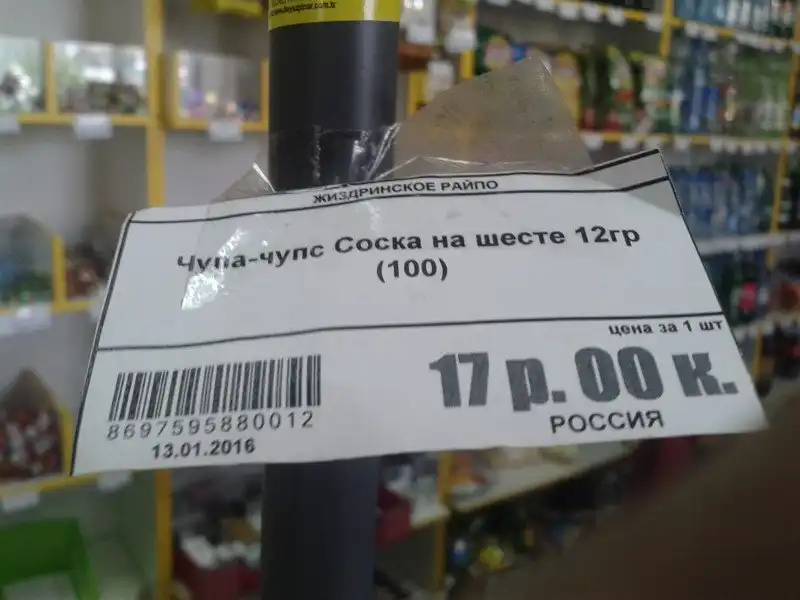 ЖИЗДРИНСКОЕ РАЙПО
Чупа-чупс Соска на шесте 12гр
(100)
цена за 1 шт
17 р. 00 к.
РОССИЯ
8697595880012
13.01.2016